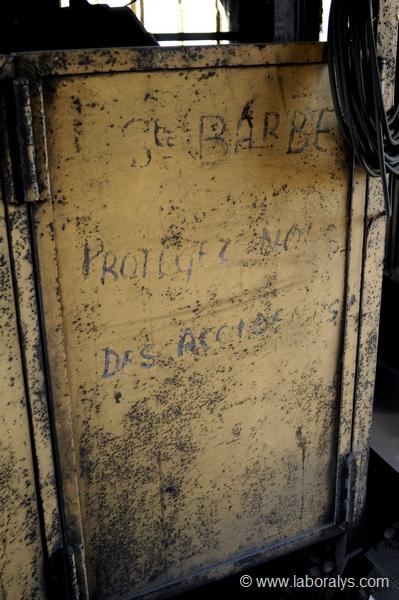 Ste BARBE
PROTEGEZ NOUS
DES ACCIDENTS
© www.laboralys.com